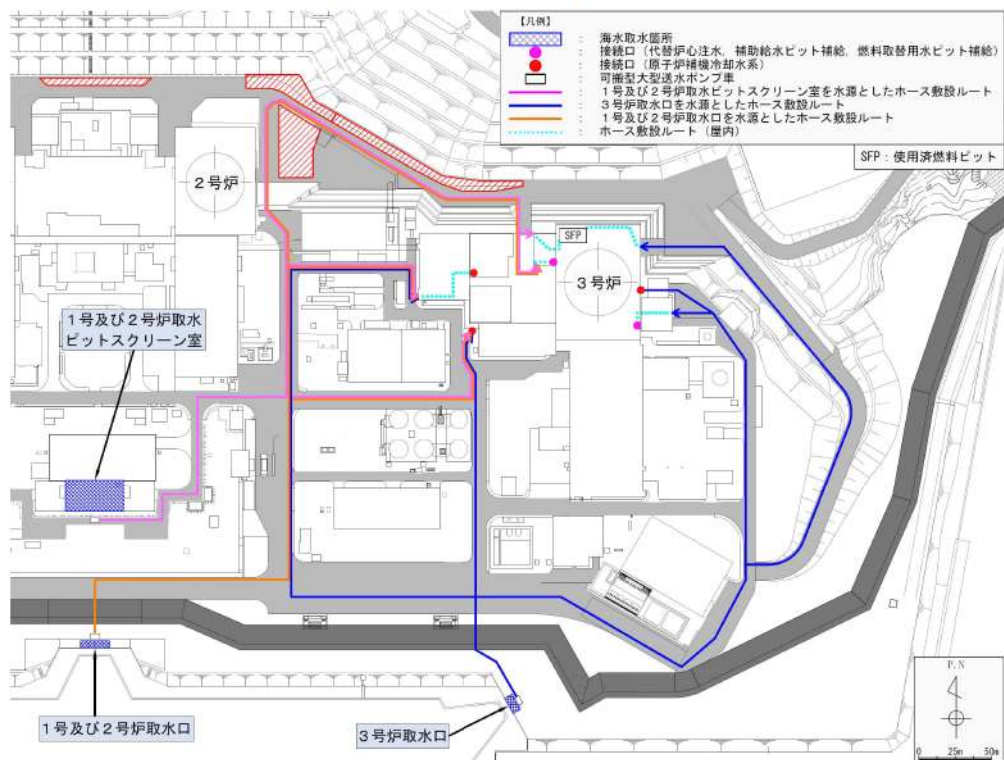 【凡例】
： 海水取水箇所
： 接続口（代替炉心注水，補助給水ピット補給，燃料取替用水ピット補給）
： 接続口（原子炉補機冷却水系）
： 可搬型大型送水ポンプ車
： １号及び２号炉取水ピットスクリーン室を水源としたホース敷設ルート
： ３号炉取水口を水源としたホース敷設ルート
： １号及び２号炉取水口を水源としたホース敷設ルート
： ホース敷設ルート（屋内）
SFP：使用済燃料ピット
２号炉
SFP
３号炉
１号及び２号炉取水
ピットスクリーン室
１号及び２号炉取水口
３号炉取水口
P.N
0 25m 50m